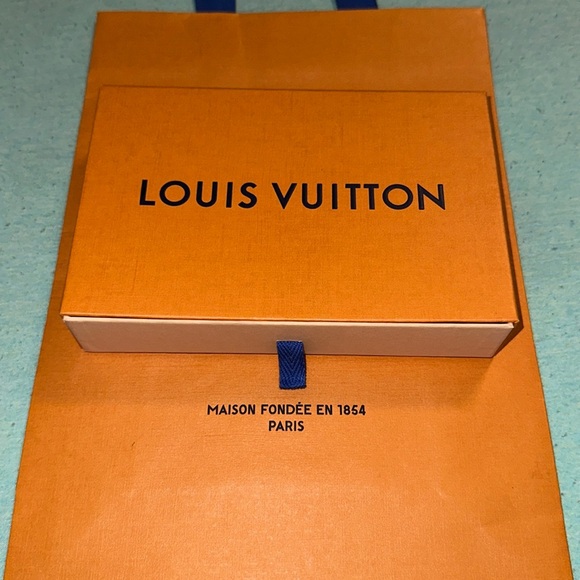 LOUIS VUITTON
MAISON FONDÉE EN 1854
PARIS